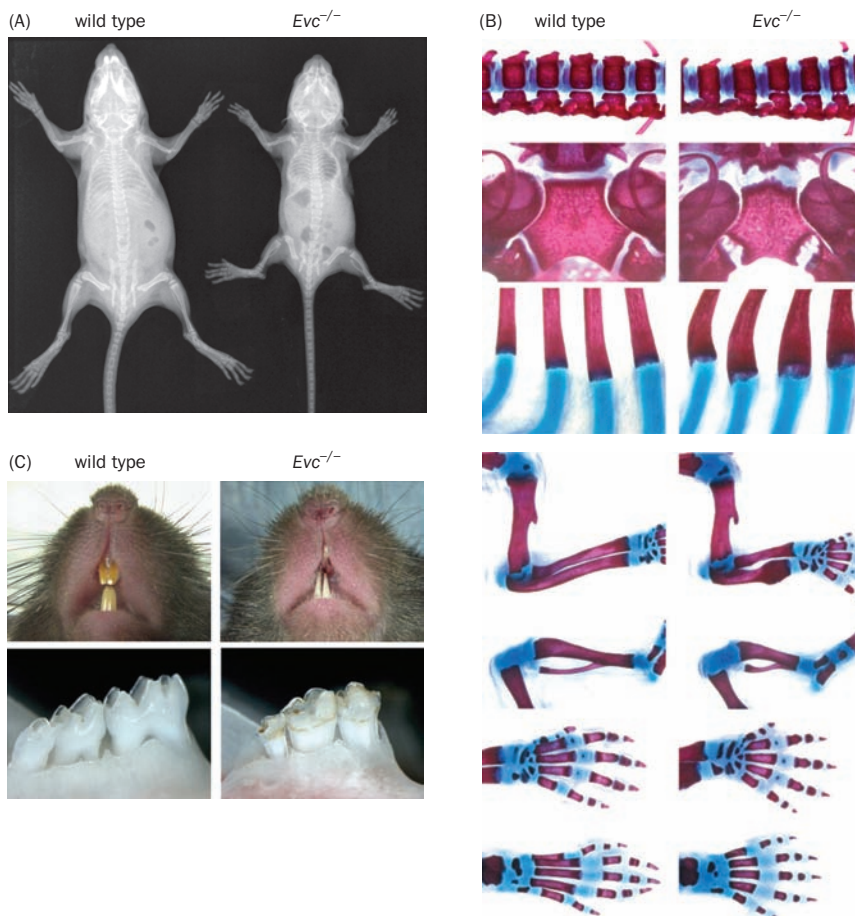 (A) wild type Evc–/–
(B) wild type Evc–/–
(C) wild type Evc–/–